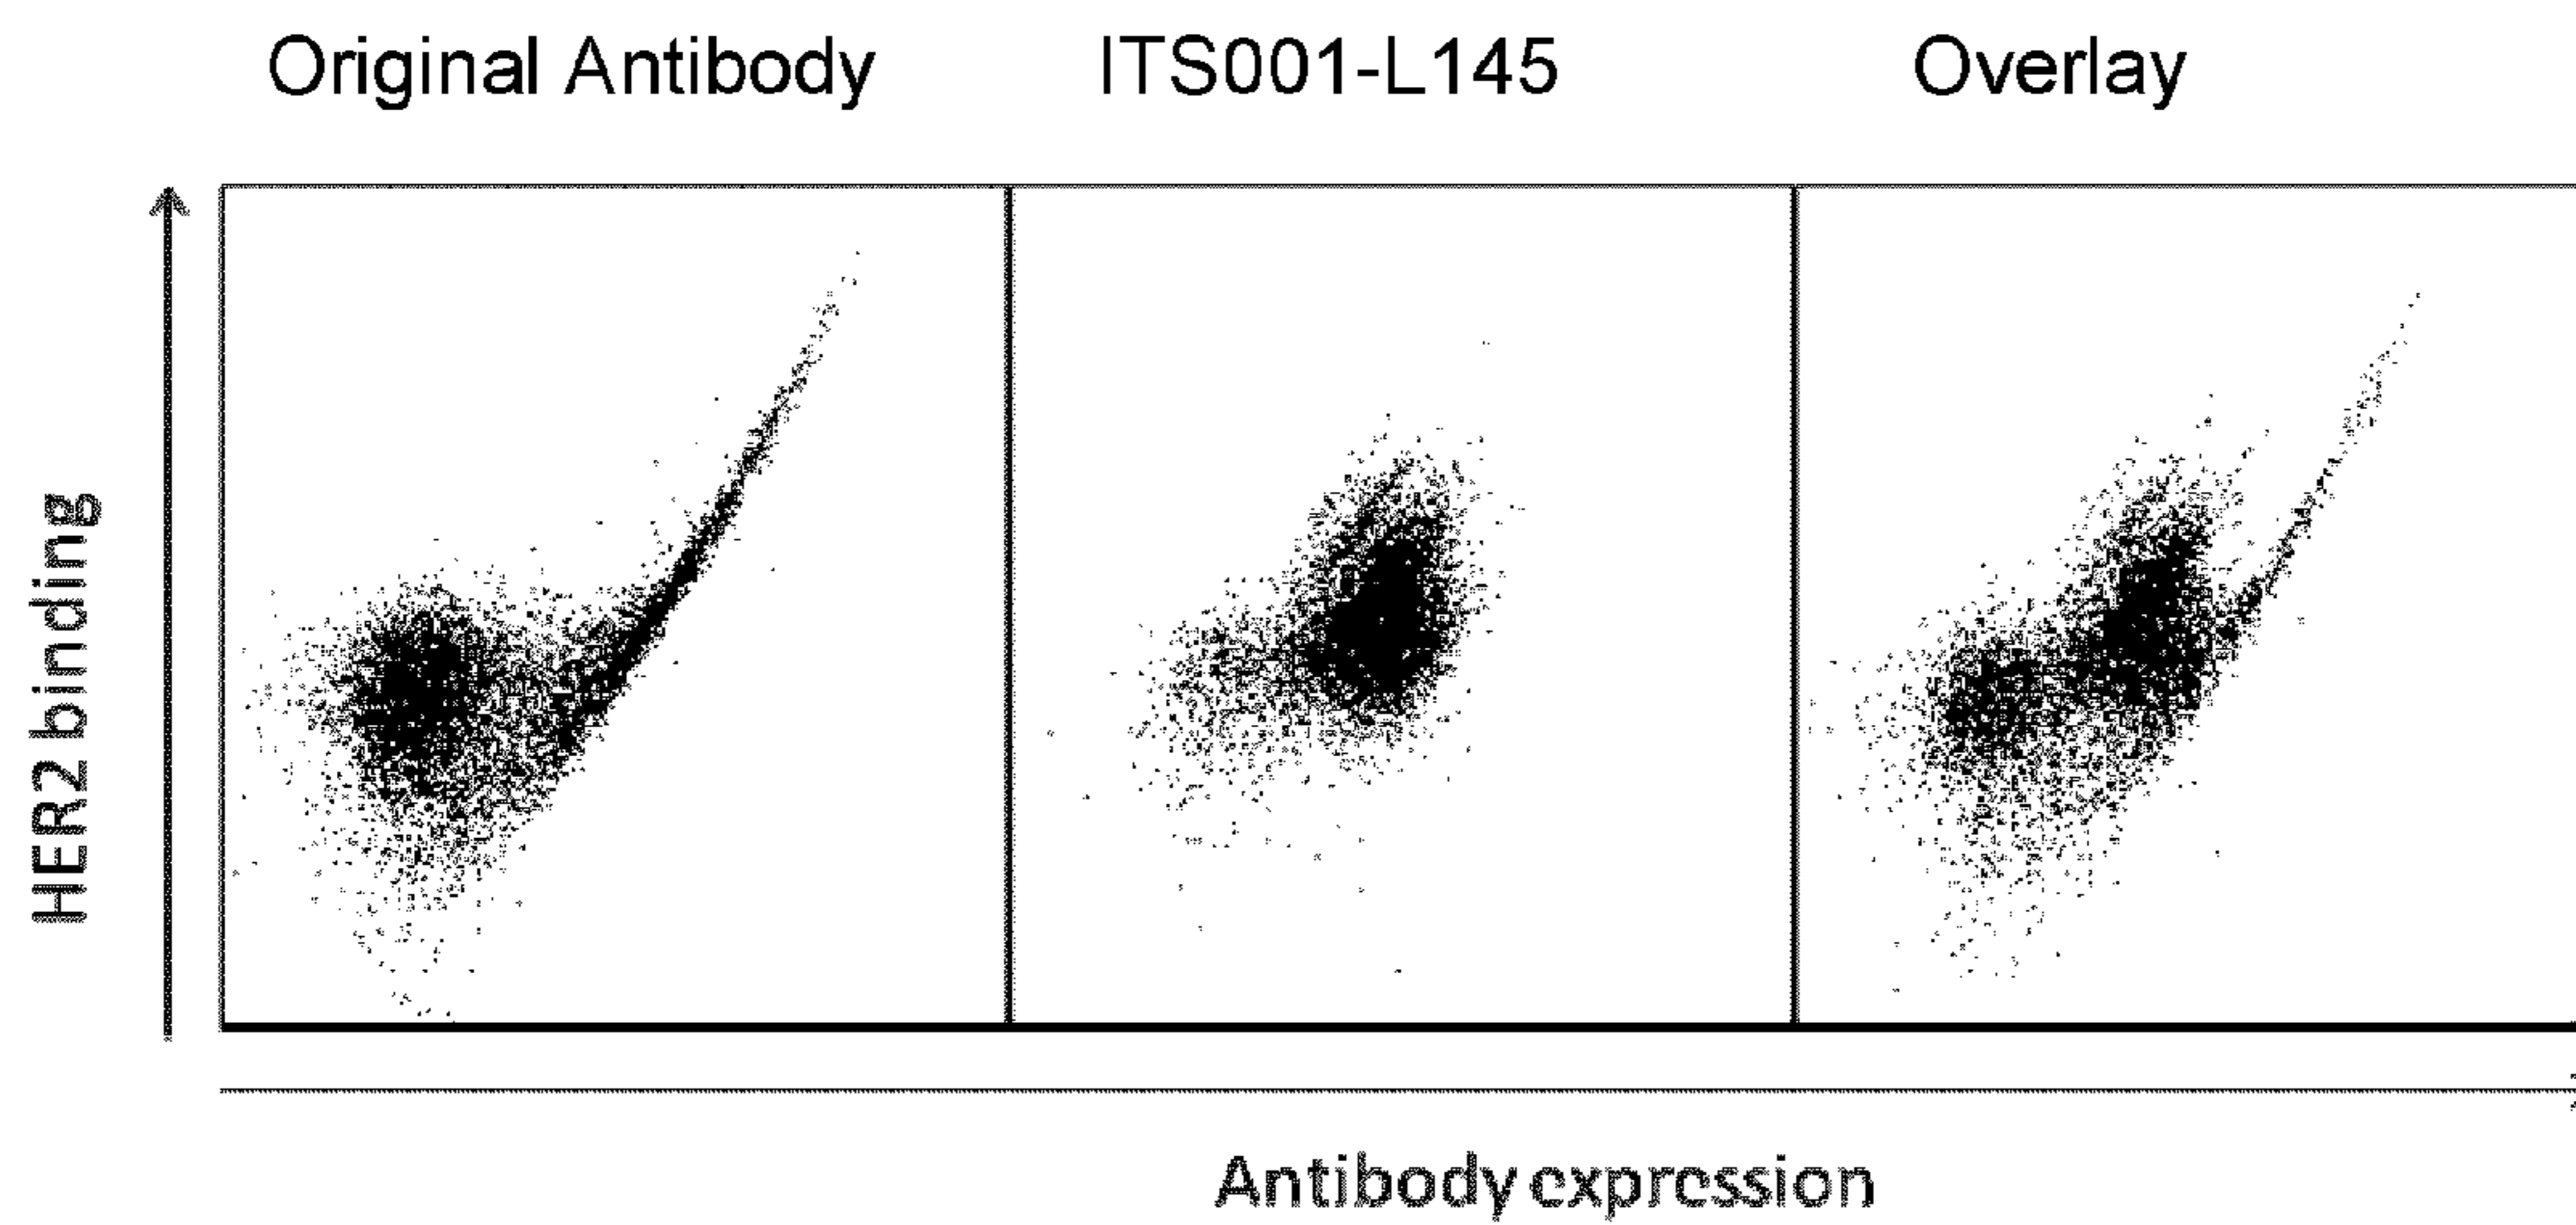 Original Antibody
ITS001-L145
Overlay
HER2 binding
Antibody expression